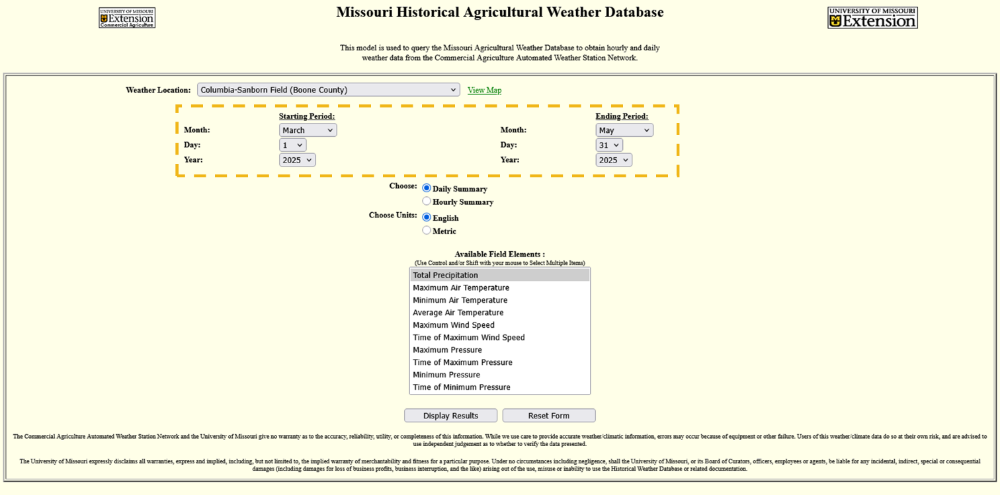 UNIVERSITY OF MISSOURI
Extension
Commercial Agriculture
Missouri Historical Agricultural Weather Database
UNIVERSITY OF MISSOURI
Extension
This model is used to query the Missouri Agricultural Weather Database to obtain hourly and daily
weather data from the Commercial Agriculture Automated Weather Station Network.
Weather Location: Columbia-Sanborn Field (Boone County) View Map
Starting Period: Ending Period:
Month: March Month: May
Day: 1 Day: 31
Year: 2025 Year: 2025
Choose: Daily Summary
Hourly Summary
Choose Units: English
Metric
Available Field Elements :
(Use Control and/or Shift with your mouse to Select Multiple Items)
Total Precipitation
Maximum Air Temperature
Minimum Air Temperature
Average Air Temperature
Maximum Wind Speed
Time of Maximum Wind Speed
Maximum Pressure
Time of Maximum Pressure
Minimum Pressure
Time of Minimum Pressure
Display Results Reset Form
The Commercial Agriculture Automated Weather Station Network and the University of Missouri give no warranty as to the accuracy, reliability, utility, or completeness of this information. While we use care to provide accurate weather/climatic information, errors may occur because of equipment or other failure. Users of this weather/climate data do so at their own risk, and are advised to
use independent judgement as to whether to verify the data presented.
The University of Missouri expressly disclaims all warranties, express and implied, including, but not limited to, the implied warranty of merchantability and fitness for a particular purpose. Under no circumstances including negligence, shall the University of Missouri, or its Board of Curators, officers, employees or agents, be liable for any incidental, indirect, special or consequential
damages (including damages for loss of business profits, business interruption, and the like) arising out of the use, misuse or inability to use the Historical Weather Database or related documentation.